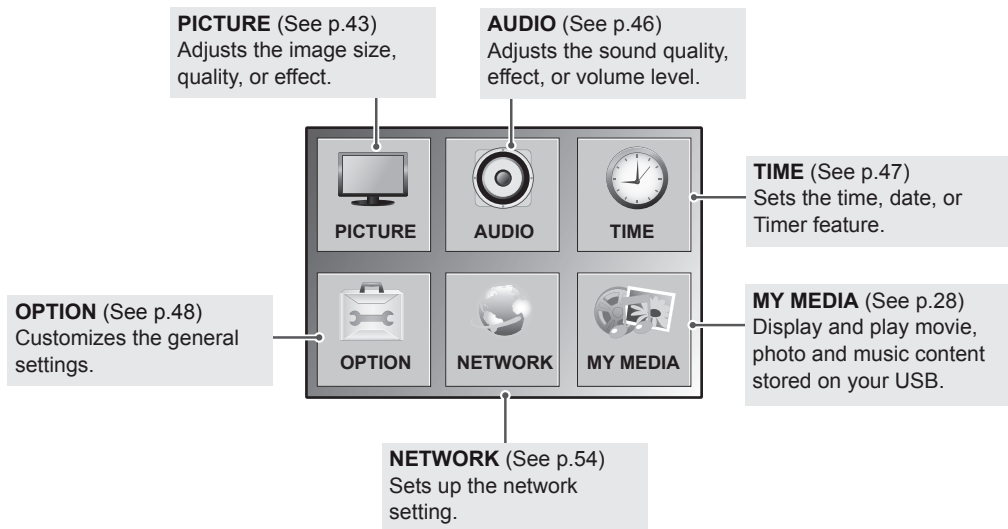 PICTURE (See p.43)
Adjusts the image size,
quality, or effect.
AUDIO (See p.46)
Adjusts the sound quality,
effect, or volume level.
PICTURE
AUDIO
TIME
TIME (See p.47)
Sets the time, date, or
Timer feature.
OPTION (See p.48)
Customizes the general
settings.
OPTION
NETWORK
MY MEDIA
MY MEDIA (See p.28)
Display and play movie,
photo and music content
stored on your USB.
NETWORK (See p.54)
Sets up the network
setting.